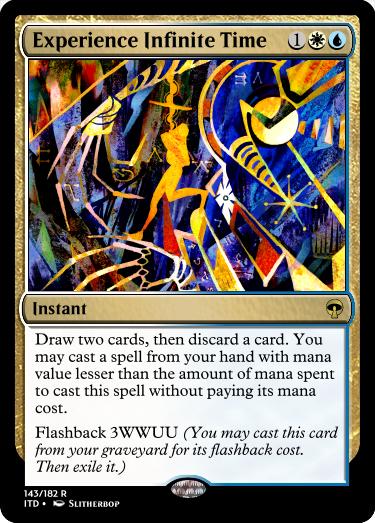 Experience Infinite Time 1
Instant
Draw two cards, then discard a card. You
may cast a spell from your hand with mana
value lesser than the amount of mana spent
to cast this spell without paying its mana
cost.
Flashback 3WWUU (You may cast this card
from your graveyard for its flashback cost.
Then exile it.)
143/182 R
ITD • Slitherbop